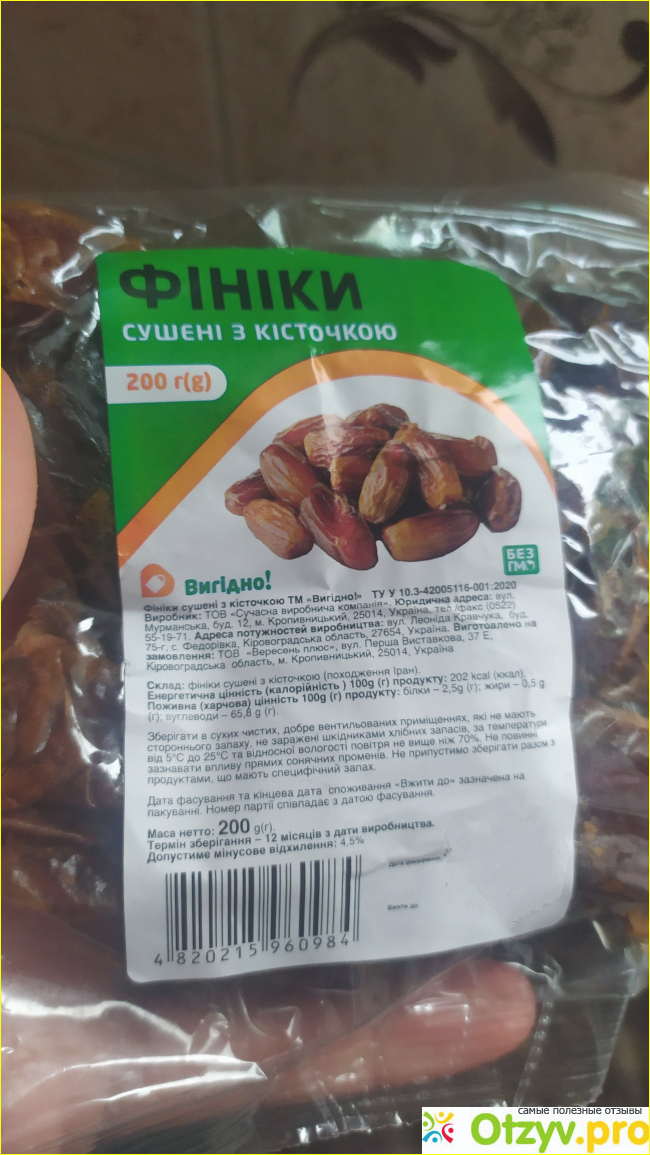 ФІНІКИ
СУШЕНІ З КІСТОЧКОЮ
200 г(g)
БЕЗ
ГМО
Вигідно!
Фініки сушені з кісточкою ТМ «Вигідно!» ТУ У 10.3-42005116-001:2020
Виробник: ТОВ «Сучасна виробнича компанія». Юридична адреса: вул.
Мурманська, буд. 12, м. Кропивницький, 25014, Україна, тел./факс (0522)
55-19-71. Адреса потужностей виробництва: вул. Леоніда Кравчука, буд.
75-г, с. Федорівка, Кіровоградська область, 27654, Україна. Виготовлено на
замовлення: ТОВ «Вересень плюс», вул. Перша Виставкова, 37 Е,
Кіровоградська область, м. Кропивницький, 25014, Україна
Склад: фініки сушені з кісточкою (походження Іран).
Енергетична цінність (калорійність ) 100g (г) продукту: 202 kcal (ккал).
Поживна (харчова) цінність 100g (г) продукту: білки – 2,5g (г); жири – 0,5 g
(г); вуглеводи – 65,8 g (г).
Зберігати в сухих чистих, добре вентильованих приміщеннях, які не мають
стороннього запаху, не заражені шкідниками хлібних запасів, за температури
від 5°С до 25°С та відносної вологості повітря не вище ніж 70%. Не повинні
зазнавати впливу прямих сонячних променів. Не припустимо зберігати разом з
продуктами, що мають специфічний запах.
Дата фасування та кінцева дата споживання «Вжити до» зазначена на
пакуванні. Номер партії співпадає з датою фасування.
Маса нетто: 200 g(г).
Термін зберігання – 12 місяців з дати виробництва.
Допустиме мінусове відхилення: 4,5%
Дата фасування:
Вжити до:
4 820215 960984
самые полезные отзывы
Otzyv.pro